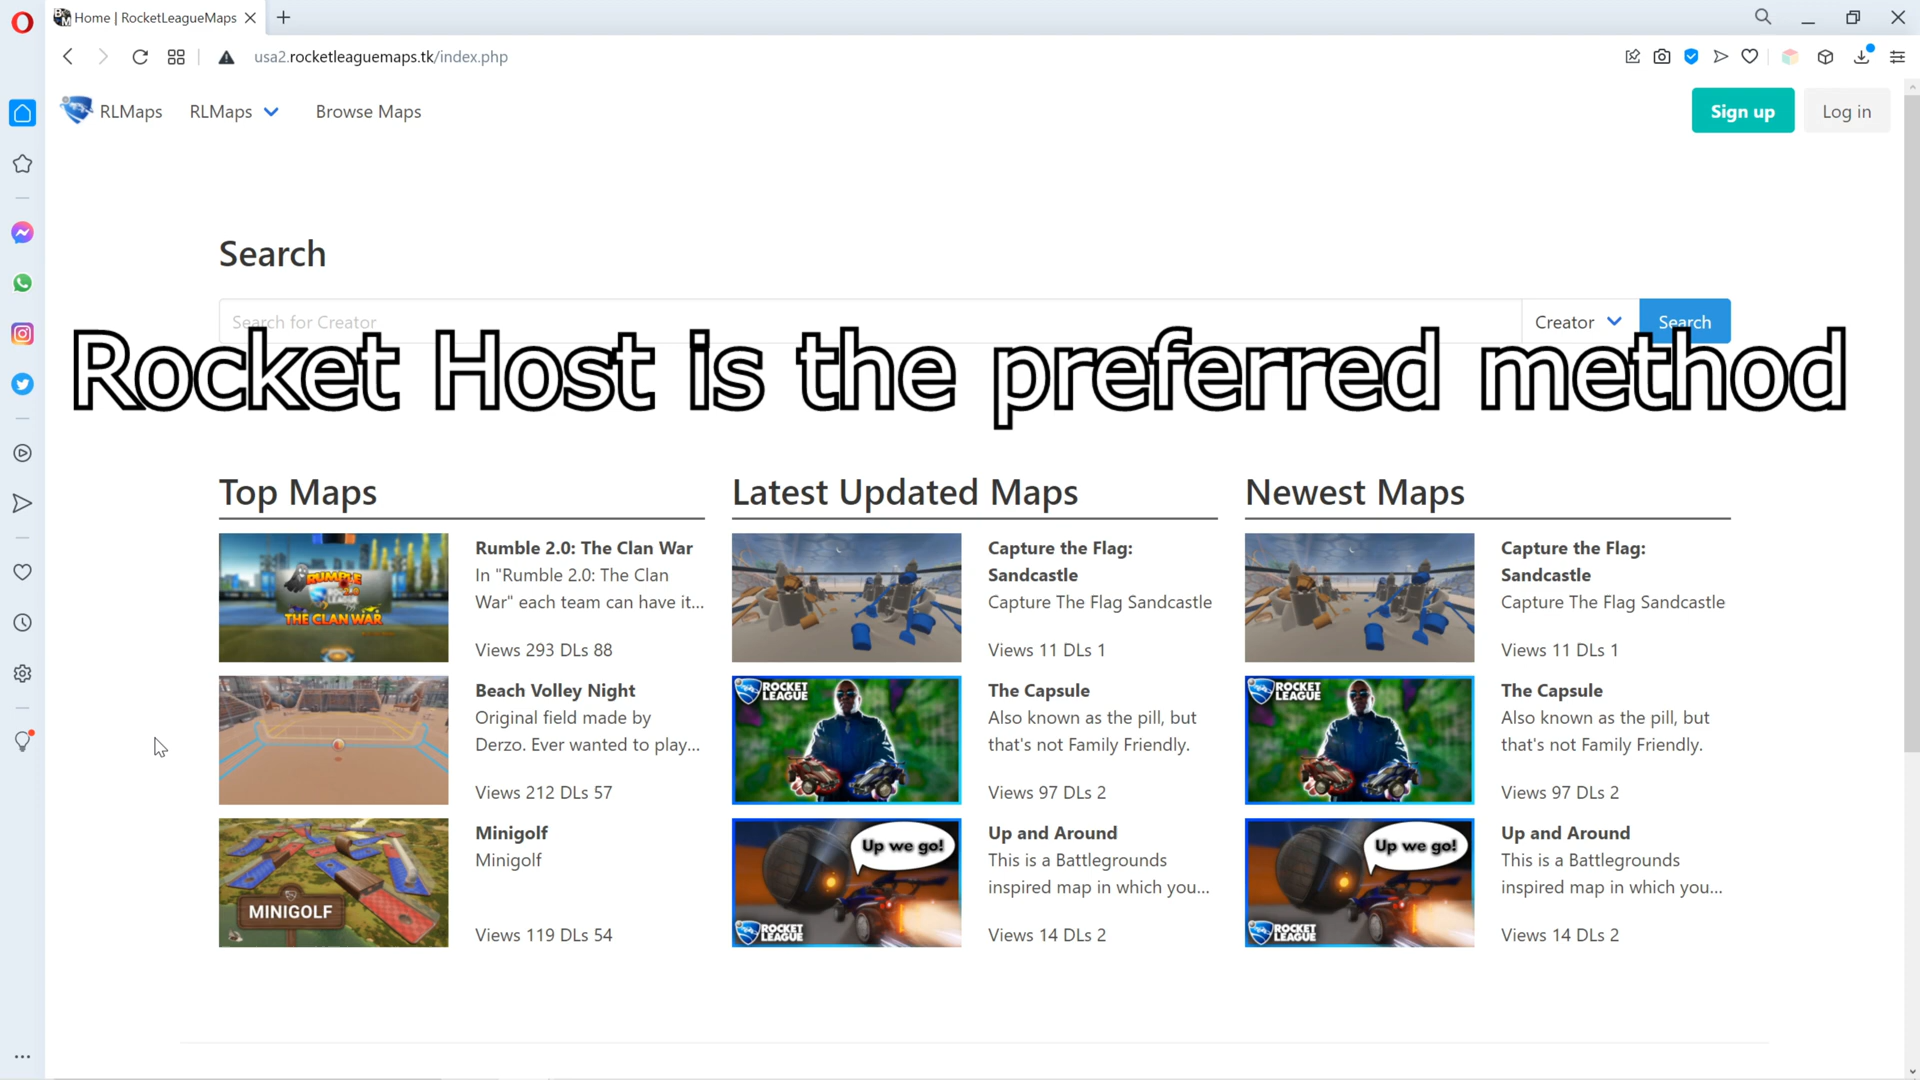 Home | RocketLeagueMaps
usa2.rocketleaguemaps.tk/index.php
RLMaps RLMaps Browse Maps
Sign up Log in
Search
Search for Creator Creator Search
Rocket Host is the preferred method
Top Maps
RUMBLE 2.0
THE CLAN WAR
Rumble 2.0: The Clan War
In "Rumble 2.0: The Clan
War" each team can have it...
Views 293 DLs 88
Beach Volley Night
Original field made by
Derzo. Ever wanted to play...
Views 212 DLs 57
MINIGOLF
Minigolf
Minigolf
Views 119 DLs 54
Latest Updated Maps
Capture the Flag:
Sandcastle
Capture The Flag Sandcastle
Views 11 DLs 1
ROCKET
LEAGUE
The Capsule
Also known as the pill, but
that's not Family Friendly.
Views 97 DLs 2
Up we go!
ROCKET
LEAGUE
Up and Around
This is a Battlegrounds
inspired map in which you...
Views 14 DLs 2
Newest Maps
Capture the Flag:
Sandcastle
Capture The Flag Sandcastle
Views 11 DLs 1
ROCKET
LEAGUE
The Capsule
Also known as the pill, but
that's not Family Friendly.
Views 97 DLs 2
Up we go!
ROCKET
LEAGUE
Up and Around
This is a Battlegrounds
inspired map in which you...
Views 14 DLs 2